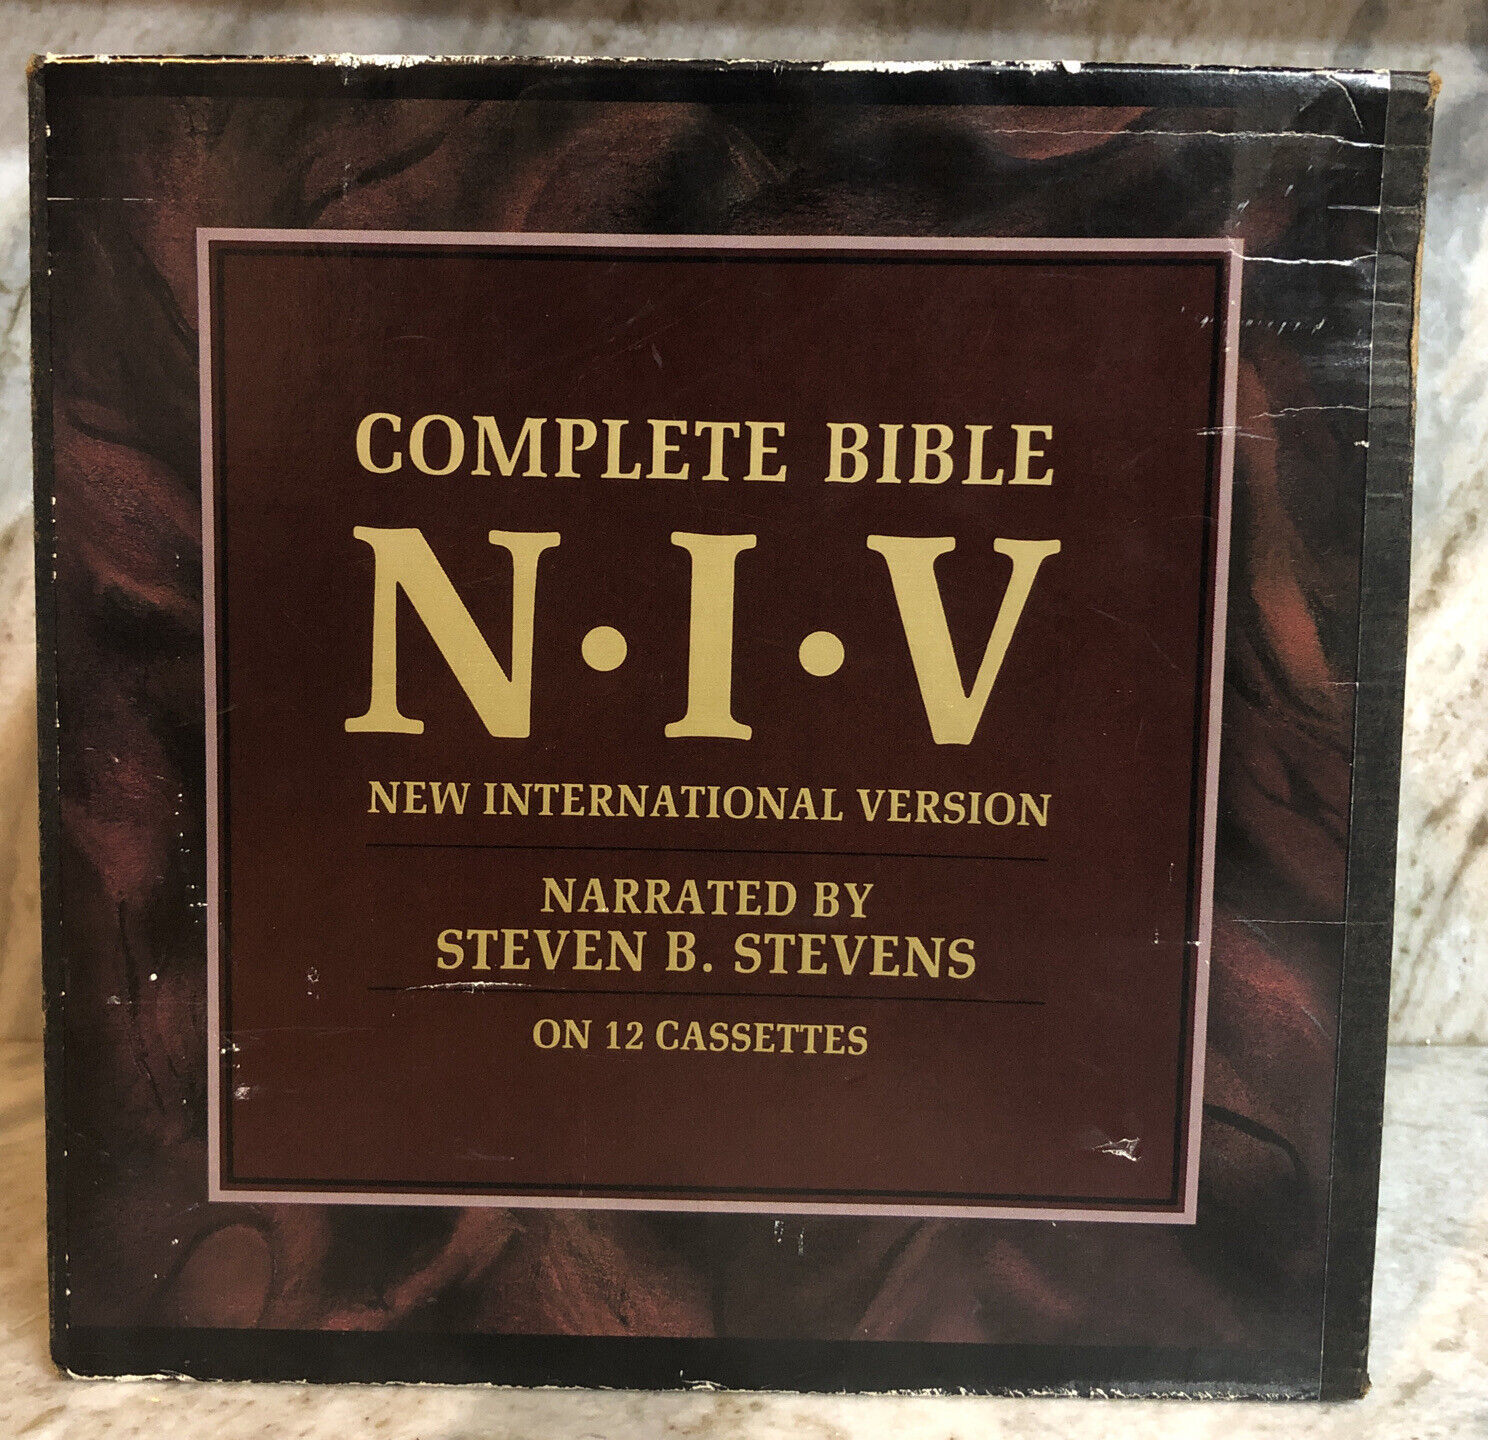 COMPLETE BIBLE
N·I·V
NEW INTERNATIONAL VERSION
NARRATED BY
STEVEN B. STEVENS
ON 12 CASSETTES